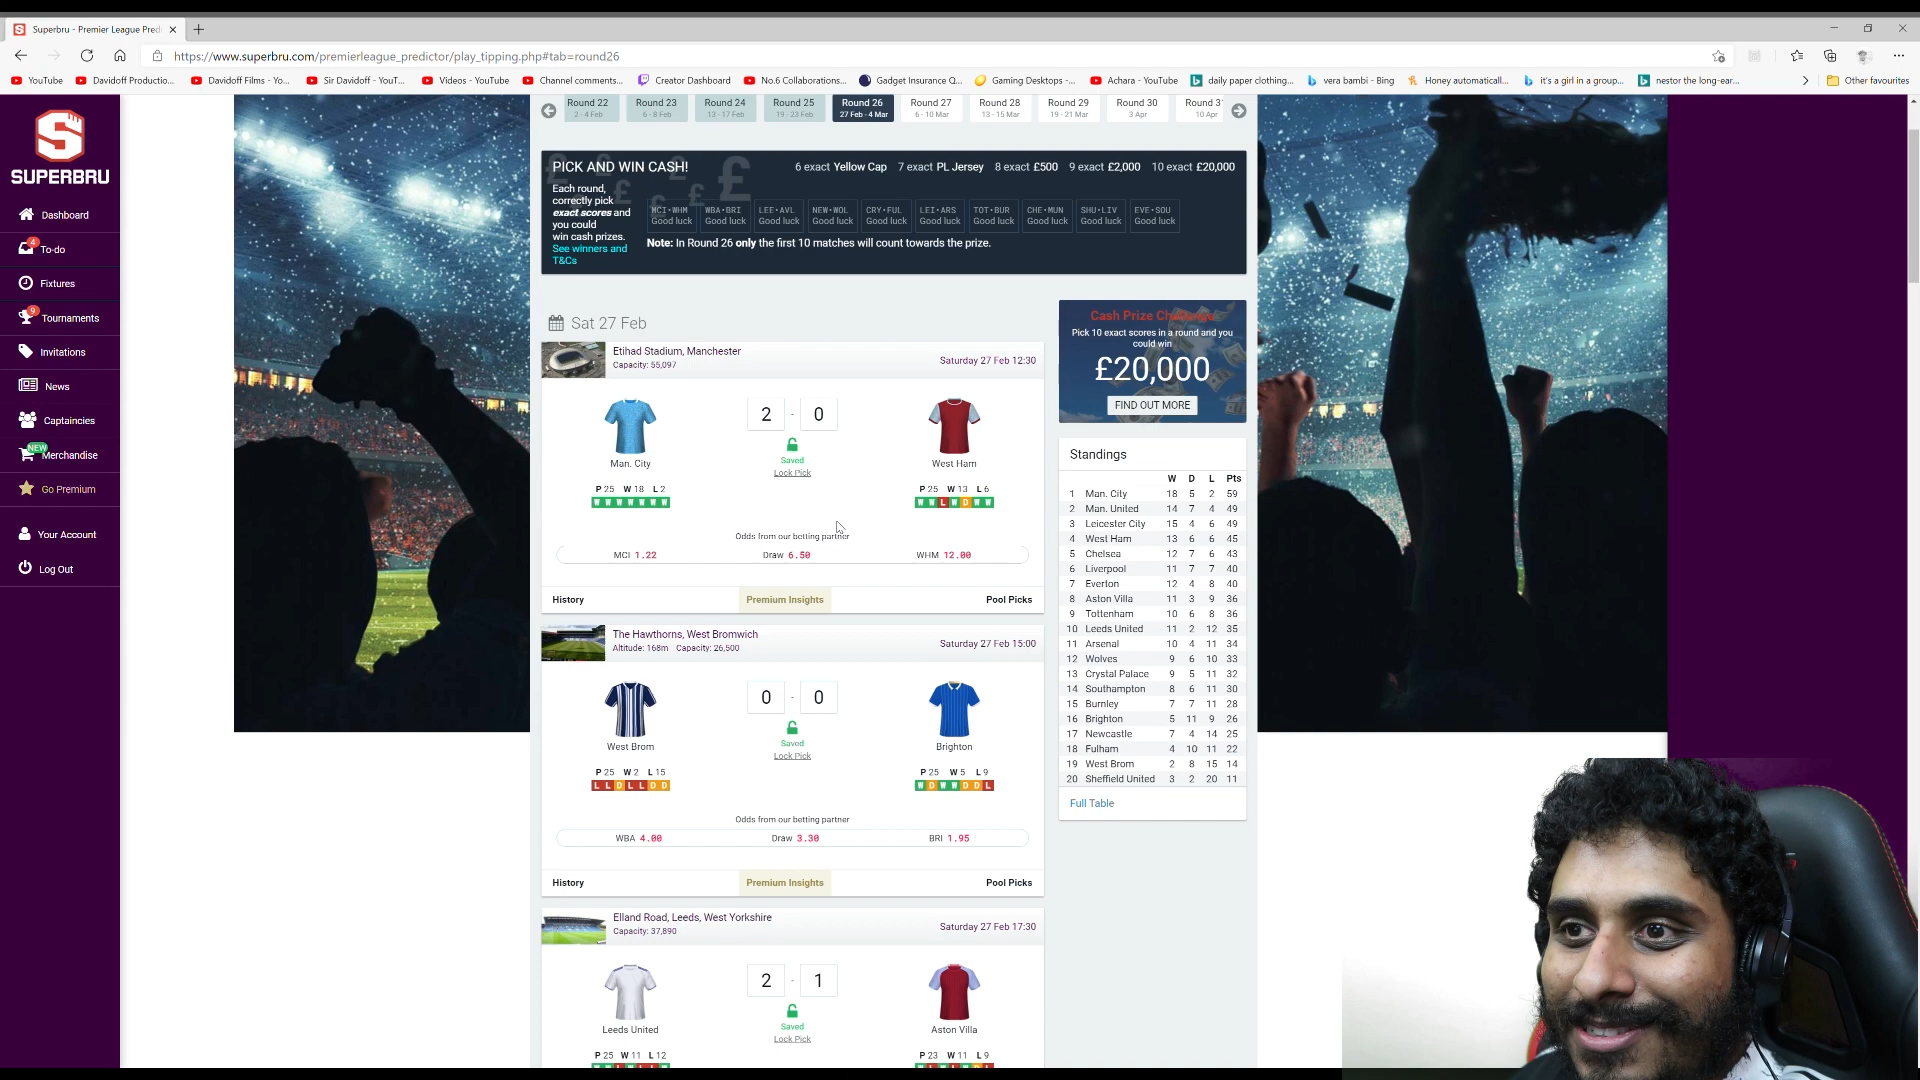 Superbru - Premier League Pred
https://www.superbru.com/premierleague_predictor/play_tipping.php#tab=round26
YouTube
Davidoff Productio...
Davidoff Films - Yo...
Sir Davidoff - YouT...
Videos - YouTube
Channel comments...
Creator Dashboard
No.6 Collaborations...
Gadget Insurance Q...
Gaming Desktops -...
Achara - YouTube
daily paper clothing...
vera bambi - Bing
Honey automaticall...
it's a girl in a group...
nestor the long-ear...
Other favourites
SUPERBRU
Dashboard
4
To-do
Fixtures
9
Tournaments
Invitations
News
Captaincies
NEW
Merchandise
Go Premium
Your Account
Log Out
Round 22
2 - 4 Feb
Round 23
6 - 8 Feb
Round 24
13 - 17 Feb
Round 25
19 - 23 Feb
Round 26
27 Feb - 4 Mar
Round 27
6 - 10 Mar
Round 28
13 - 15 Mar
Round 29
19 - 21 Mar
Round 30
3 Apr
Round 31
10 Apr
PICK AND WIN CASH!
6 exact Yellow Cap 7 exact PL Jersey 8 exact £500 9 exact £2,000 10 exact £20,000
Each round,
correctly pick
exact scores and
you could
win cash prizes.
See winners and
T&Cs
MCI•WHM WBA•BRI LEE•AVL NEW•WOL CRY•FUL LEI•ARS TOT•BUR CHE•MUN SHU•LIV EVE•SOU
Good luck Good luck Good luck Good luck Good luck Good luck Good luck Good luck Good luck Good luck
Note: In Round 26 only the first 10 matches will count towards the prize.
Sat 27 Feb
Etihad Stadium, Manchester
Capacity: 55,097
Saturday 27 Feb 12:30
2 - 0
Saved
Lock Pick
Man. City
West Ham
P 25 W 18 L 2
P 25 W 13 L 6
W W W W W W W
W W L W D W W
Odds from our betting partner
MCI 1.22 Draw 6.50 WHM 12.00
History Premium Insights Pool Picks
The Hawthorns, West Bromwich
Altitude: 168m Capacity: 26,500
Saturday 27 Feb 15:00
0 - 0
Saved
Lock Pick
West Brom
Brighton
P 25 W 2 L 15
P 25 W 5 L 9
L L D L L D D
W D W W D D L
Odds from our betting partner
WBA 4.00 Draw 3.30 BRI 1.95
History Premium Insights Pool Picks
Elland Road, Leeds, West Yorkshire
Capacity: 37,890
Saturday 27 Feb 17:30
2 - 1
Saved
Lock Pick
Leeds United
Aston Villa
P 25 W 11 L 12
P 23 W 11 L 9
Cash Prize Challenge
Pick 10 exact scores in a round and you
could win
£20,000
FIND OUT MORE
Standings
W D L Pts
1 Man. City 18 5 2 59
2 Man. United 14 7 4 49
3 Leicester City 15 4 6 49
4 West Ham 13 6 6 45
5 Chelsea 12 7 6 43
6 Liverpool 11 7 7 40
7 Everton 12 4 8 40
8 Aston Villa 11 3 9 36
9 Tottenham 10 6 8 36
10 Leeds United 11 2 12 35
11 Arsenal 10 4 11 34
12 Wolves 9 6 10 33
13 Crystal Palace 9 5 11 32
14 Southampton 8 6 11 30
15 Burnley 7 7 11 28
16 Brighton 5 11 9 26
17 Newcastle 7 4 14 25
18 Fulham 4 10 11 22
19 West Brom 2 8 15 14
20 Sheffield United 3 2 20 11
Full Table